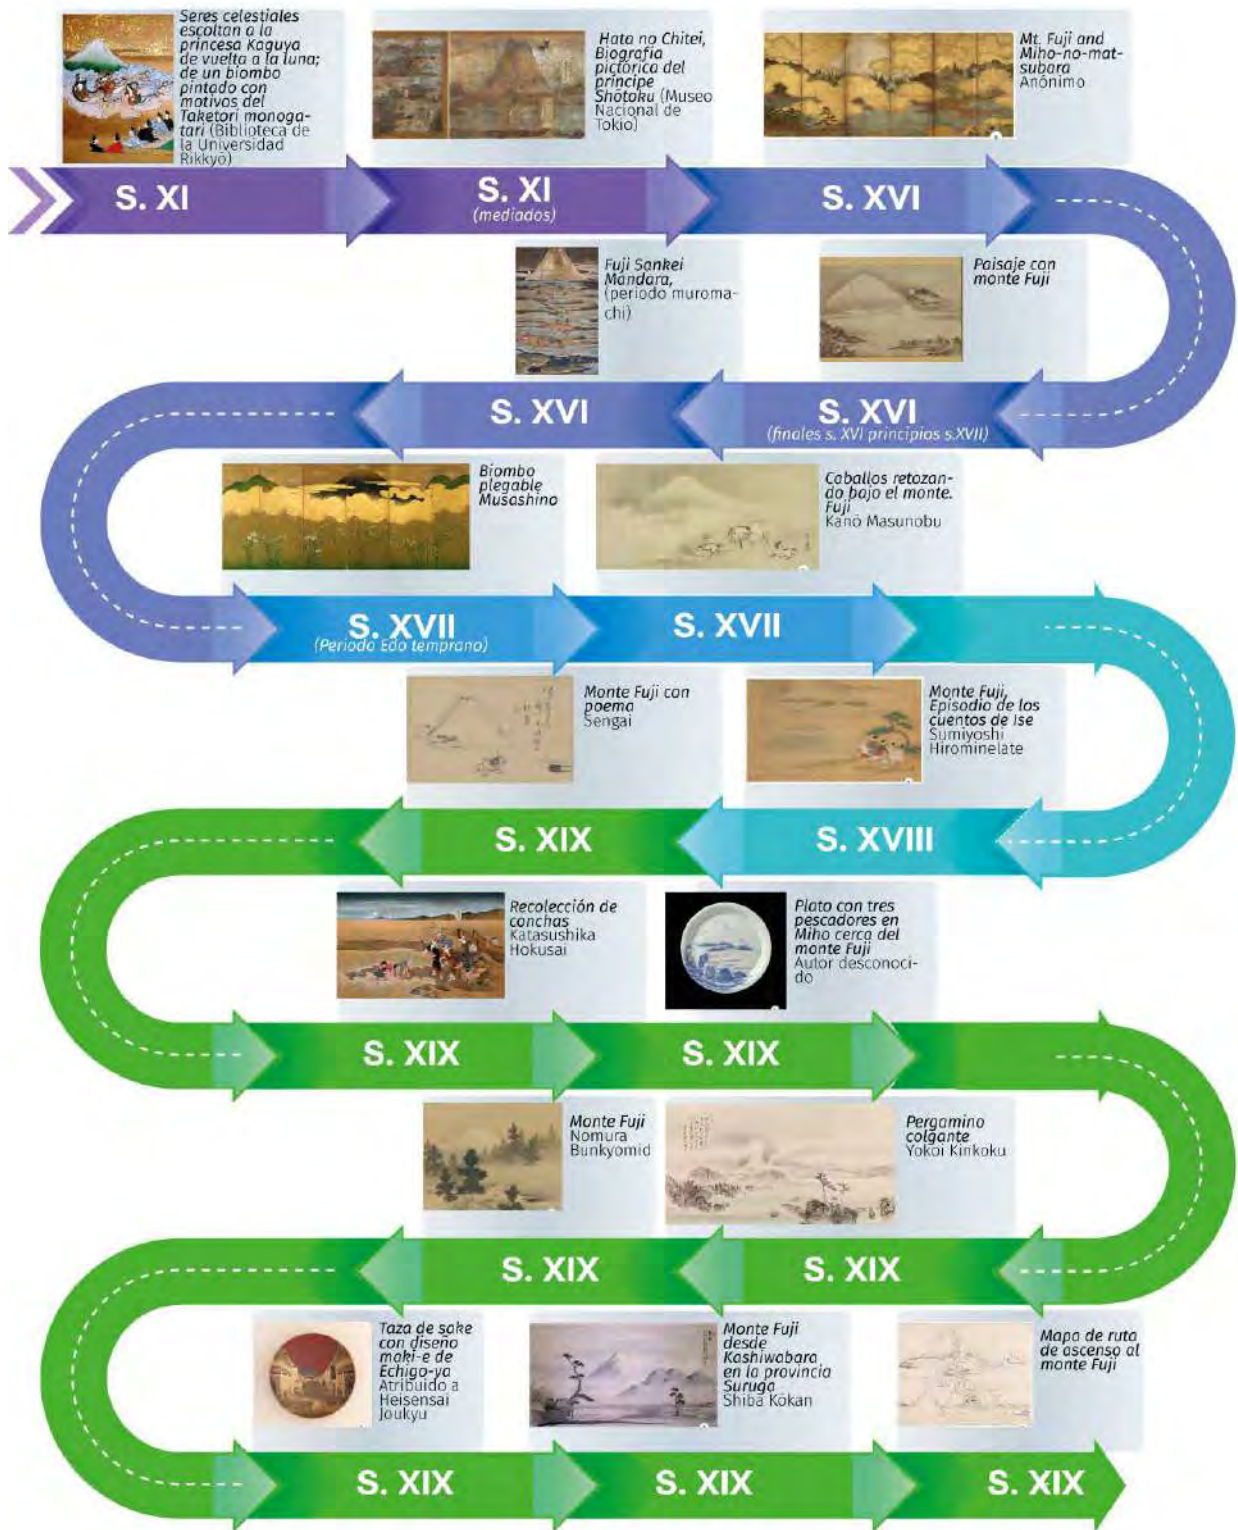 Seres celestiales
escoltan a la
princesa Kaguya
de vuelta a la luna;
de un biombo
pintado con
motivos del
Taketori monoga-
tari (Biblioteca de
la Universidad
Rikkyō)
Hata no Chitei,
Biografía
pictórica del
príncipe
Shōtoku (Museo
Nacional de
Tokio)
Mt. Fuji and
Miho-no-mat-
subara
Anónimo
S. XI
S. XI
(mediados)
S. XVI
Fuji Sankei
Mandara,
(periodo muroma-
chi)
Paisaje con
monte Fuji
S. XVI
S. XVI
(finales s. XVI principios s.XVII)
Biombo
plegable
Musashino
Caballos retozan-
do bajo el monte.
Fuji
Kanō Masunobu
S. XVII
(Periodo Edo temprano)
S. XVII
Monte Fuji con
poema
Sengai
Monte Fuji,
Episodio de los
cuentos de Ise
Sumiyoshi
Hirominelate
S. XIX
S. XVIII
Recolección de
conchas
Katasushika
Hokusai
Plato con tres
pescadores en
Miho cerca del
monte Fuji
Autor desconoci-
do
S. XIX
S. XIX
Monte Fuji
Nomura
Bunkyomid
Pergamino
colgante
Yokoi Kinkoku
S. XIX
S. XIX
Taza de sake
con diseño
maki-e de
Echigo-ya
Atribuido a
Heisensai
Joukyu
Monte Fuji
desde
Kashiwabara
en la provincia
Suruga
Shiba Kōkan
Mapa de ruta
de ascenso al
monte Fuji
S. XIX
S. XIX
S. XIX